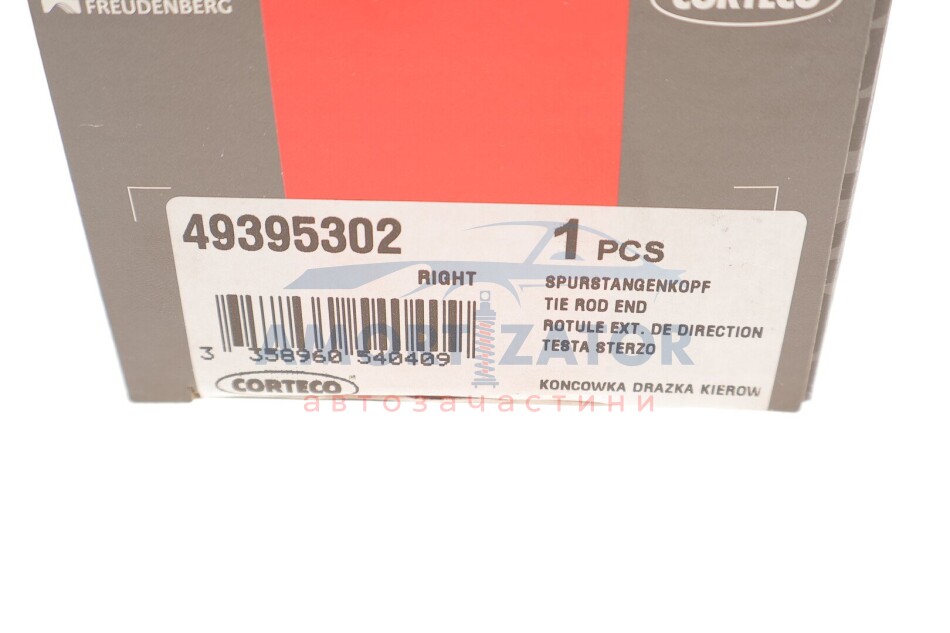 FREUDENBERG
CORTECO
49395302
1 PCS
RIGHT
SPURSTANGENKOPF
TIE ROD END
ROTULE EXT. DE DIRECTION
TESTA STERZO
3 358960 540409
AMORTIZATOR
CORTECO
KONCOWKA DRAZKA KIEROW
автозачастини